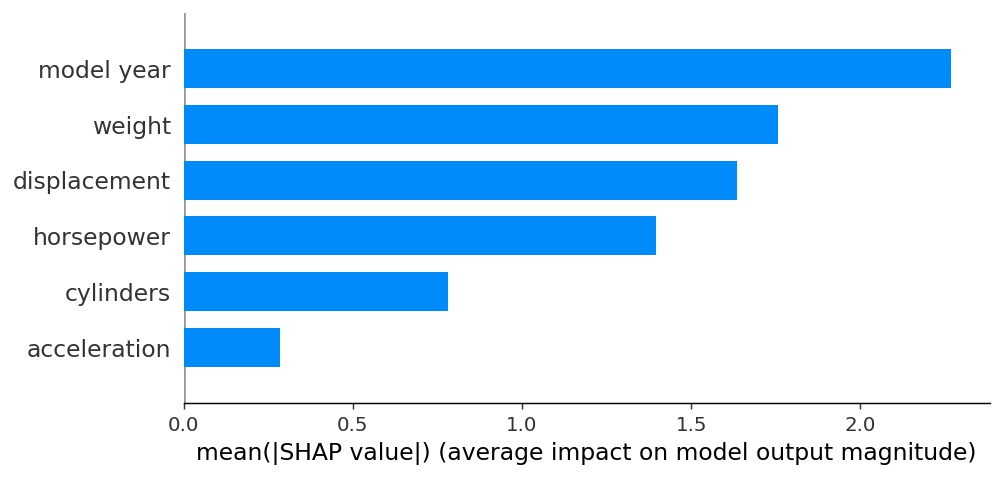 model year
weight
displacement
horsepower
cylinders
acceleration
0.0 0.5 1.0 1.5 2.0
mean(|SHAP value|) (average impact on model output magnitude)